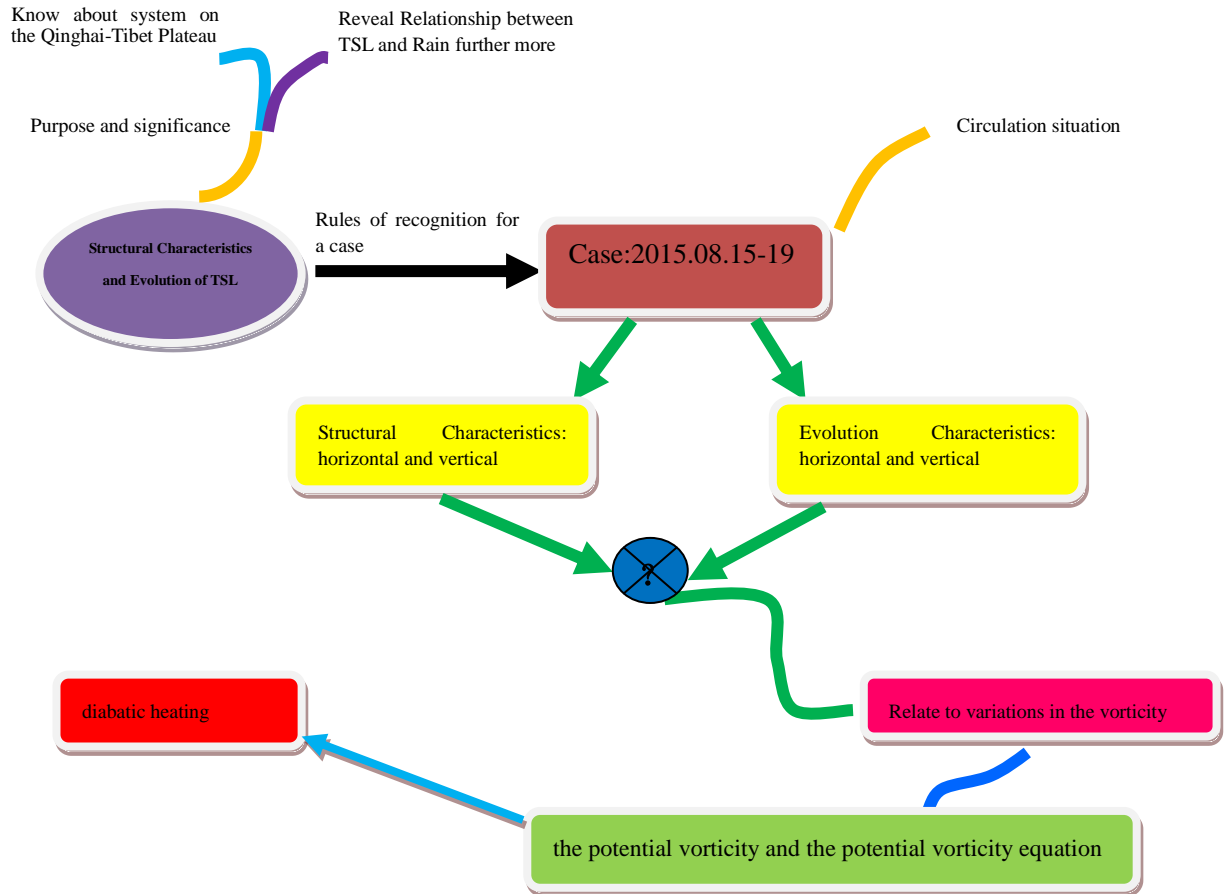 Know about system on
the Qinghai-Tibet Plateau
Reveal Relationship between
TSL and Rain further more
Purpose and significance
Circulation situation
Structural Characteristics
and Evolution of TSL
Rules of recognition for
a case
Case:2015.08.15-19
Structural Characteristics:
horizontal and vertical
Evolution Characteristics:
horizontal and vertical
?
diabatic heating
Relate to variations in the vorticity
the potential vorticity and the potential vorticity equation